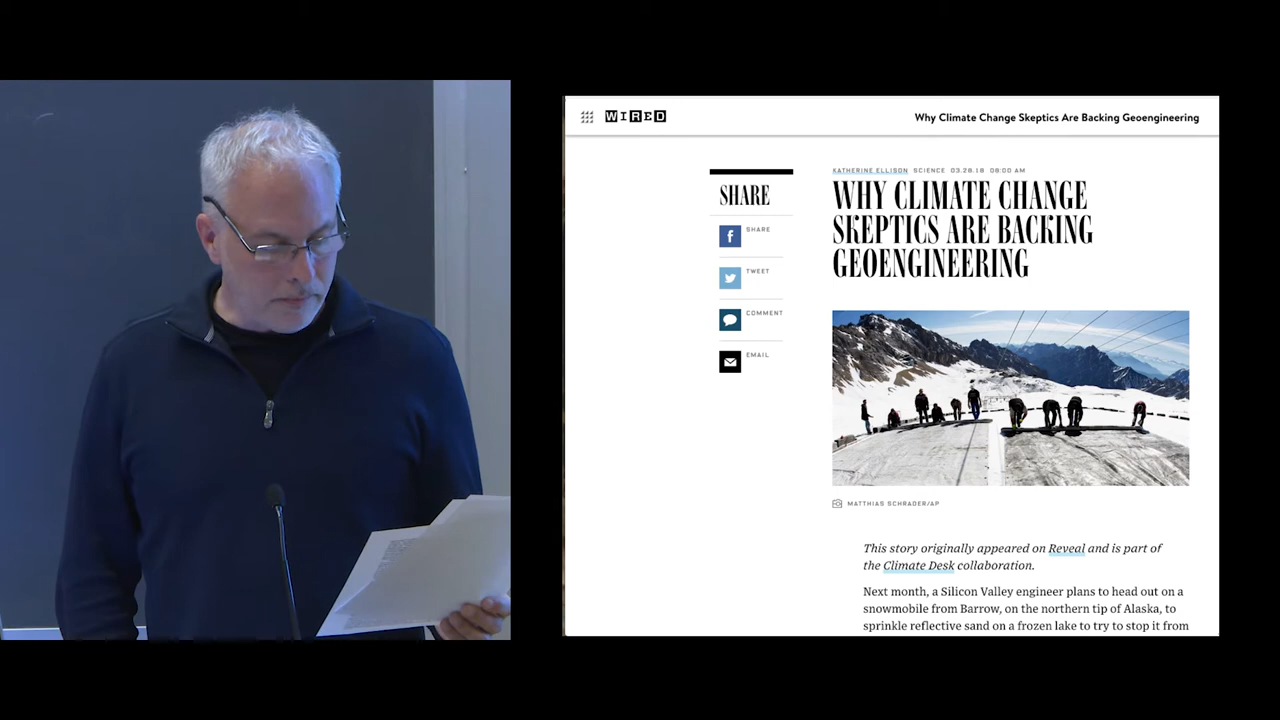 WIRED
Why Climate Change Skeptics Are Backing Geoengineering
SHARE
SHARE
TWEET
COMMENT
EMAIL
KATHERINE ELLISON SCIENCE 03.28.18 08:00 AM
WHY CLIMATE CHANGE
SKEPTICS ARE BACKING
GEOENGINEERING
MATTHIAS SCHRADER/AP
This story originally appeared on Reveal and is part of
the Climate Desk collaboration.
Next month, a Silicon Valley engineer plans to head out on a
snowmobile from Barrow, on the northern tip of Alaska, to
sprinkle reflective sand on a frozen lake to try to stop it from